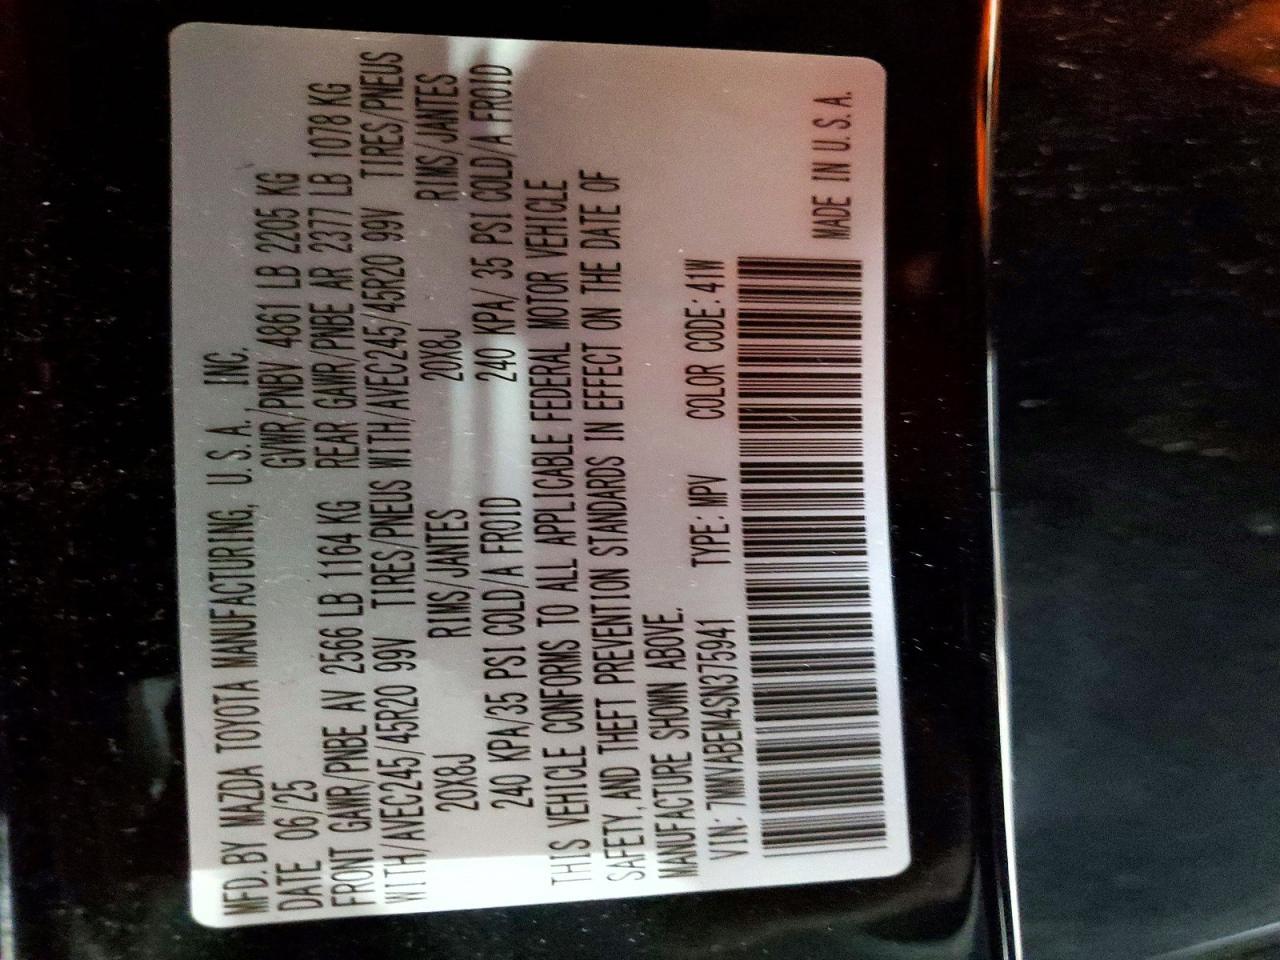 MFD. BY MAZDA TOYOTA MANUFACTURING, U.S.A., INC.
DATE 06/25 GVWR/PNBV 4861 LB 2205 KG
FRONT GAWR/PNBE AV 2566 LB 1164 KG REAR GAWR/PNBE AR 2377 LB 1078 KG
WITH/AVEC245/45R20 99V TIRES/PNEUS WITH/AVEC245/45R20 99V TIRES/PNEUS
20X8J RIMS/JANTES 20X8J RIMS/JANTES
240 KPA/35 PSI COLD/A FROID 240 KPA/ 35 PSI COLD/A FROID
THIS VEHICLE CONFORMS TO ALL APPLICABLE FEDERAL MOTOR VEHICLE
SAFETY, AND THEFT PREVENTION STANDARDS IN EFFECT ON THE DATE OF
MANUFACTURE SHOWN ABOVE.
VIN: 7MMVABEM4SN375941 TYPE: MPV COLOR CODE: 41W
MADE IN U.S.A.